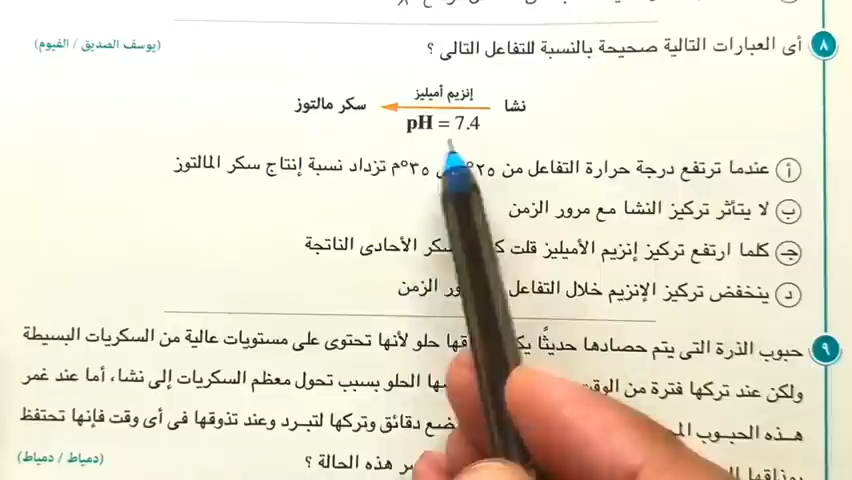 ٨ أى العبارات التالية صحيحة بالنسبة للتفاعل التالى ؟ (يوسف الصديق / الفيوم)
نشا إنزيم أميليز سكر مالتوز
pH = 7.4
أ عندما ترتفع درجة حرارة التفاعل من ٢٥°م ٣٥°م تزداد نسبة إنتاج سكر المالتوز
ب لا يتأثر تركيز النشا مع مرور الزمن
جـ كلما ارتفع تركيز إنزيم الأميليز قلت سكر الأحادى الناتجة
د ينخفض تركيز الإنزيم خلال التفاعل الزمن
٩ حبوب الذرة التى يتم حصادها حديثًا حلو لأنها تحتوى على مستويات عالية من السكريات البسيطة
ولكن عند تركها فترة من الوقت الحلو بسبب تحول معظم السكريات إلى نشا، أما عند غمر
هذه الحبوب دقائق وتركها لتبرد وعند تذوقها فى أى وقت فإنها تحتفظ
بمذاقها هذه الحالة ؟ (دمياط / دمياط)